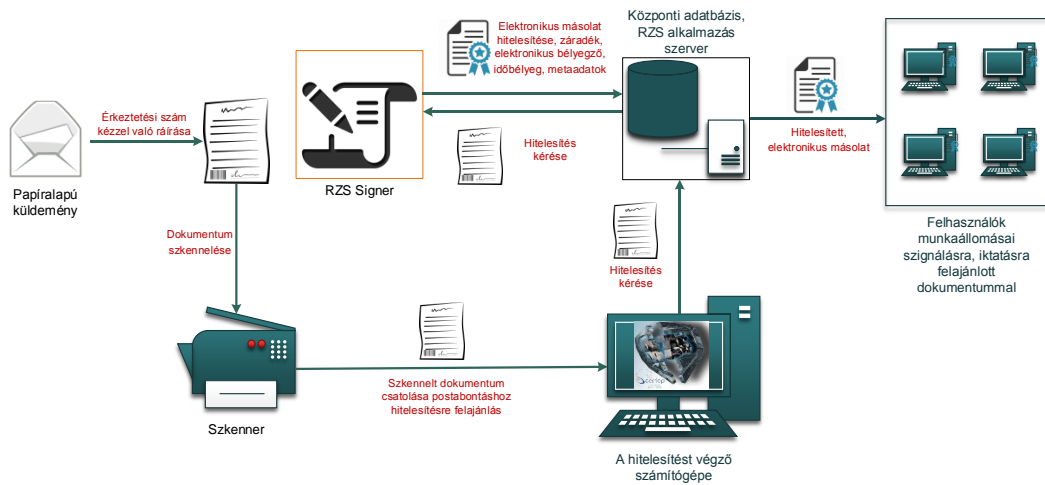 Elektronikus másolat
hitelesítése, záradék,
elektronikus bélyegző,
időbélyeg, metaadatok
Központi adatbázis,
RZS alkalmazás
szerver
Érkeztetési szám
kézzel való ráírása
Papíralapú
küldemény
RZS Signer
Hitelesítés
kérése
Hitelesített,
elektronikus másolat
Felhasználók
munkaállomásai
szignálásra, iktatásra
felajánlott
dokumentummal
Dokumentum
szkennelése
Hitelesítés
kérése
Szkennelt dokumentum
csatolása postabontáshoz
hitelesítésre felajánlás
Szkenner
A hitelesítést végző
számítógépe